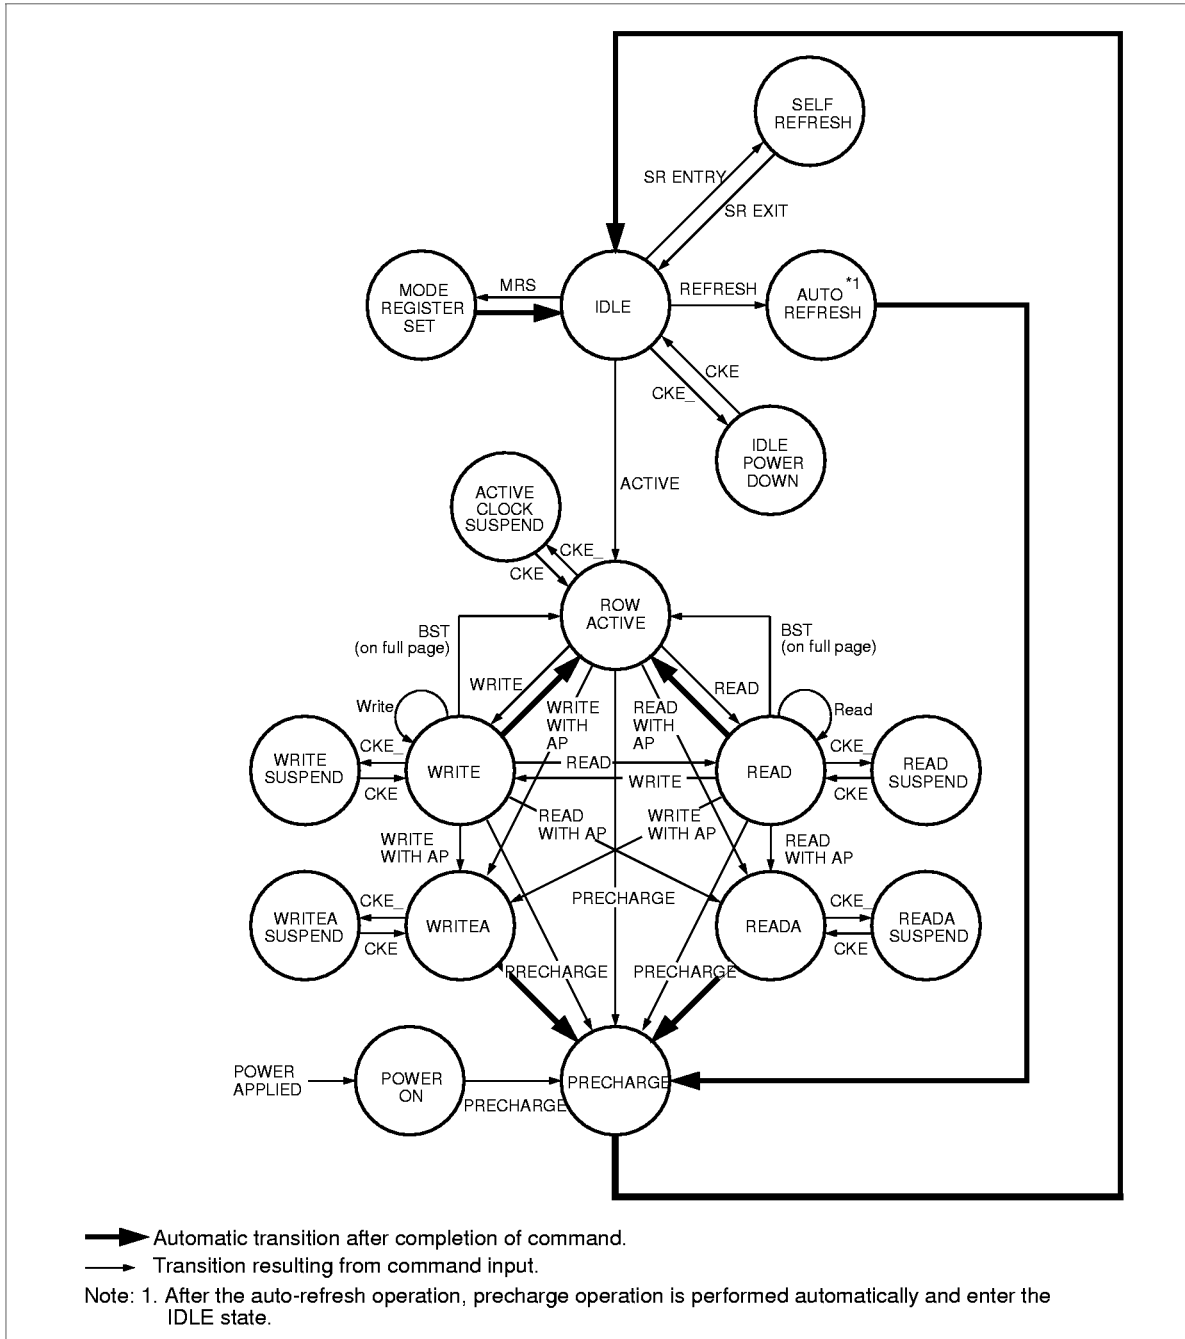 SELF
REFRESH
SR ENTRY
SR EXIT
MODE
REGISTER
SET
MRS
IDLE
REFRESH
AUTO *1
REFRESH
CKE
CKE_
IDLE
POWER
DOWN
ACTIVE
ACTIVE
CLOCK
SUSPEND
CKE_
CKE
ROW
ACTIVE
BST
(on full page)
BST
(on full page)
WRITE
READ
Write
WRITE
WITH
AP
READ
WITH
AP
Read
WRITE
SUSPEND
CKE_
CKE
WRITE
READ
WRITE
READ
CKE_
CKE
READ
SUSPEND
WRITE
WITH AP
READ
WITH AP
WRITE
WITH AP
READ
WITH AP
WRITEA
SUSPEND
CKE_
CKE
WRITEA
PRECHARGE
READA
CKE_
CKE
READA
SUSPEND
PRECHARGE
PRECHARGE
POWER
APPLIED
POWER
ON
PRECHARGE
PRECHARGE
Automatic transition after completion of command.
Transition resulting from command input.
Note: 1. After the auto-refresh operation, precharge operation is performed automatically and enter the
IDLE state.